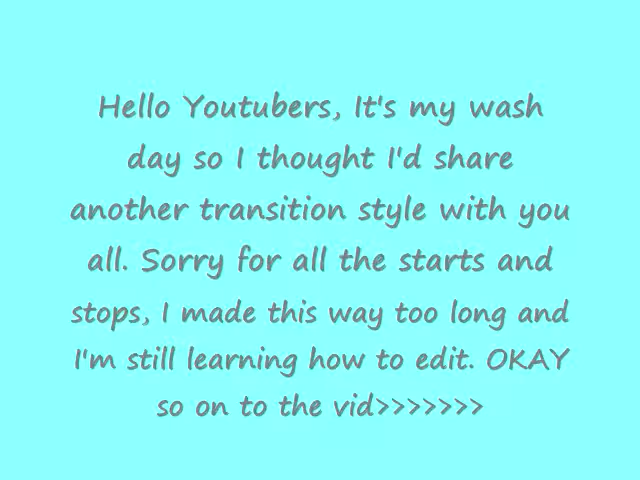 Hello Youtubers, It's my wash
day so I thought I'd share
another transition style with you
all. Sorry for all the starts and
stops, I made this way too long and
I'm still learning how to edit. OKAY
so on to the vid>>>>>>>